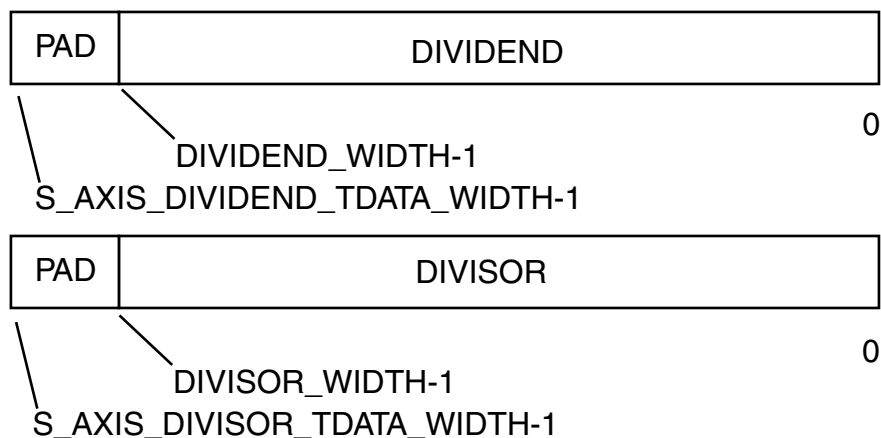 PAD DIVIDEND
0
DIVIDEND_WIDTH-1
S_AXIS_DIVIDEND_TDATA_WIDTH-1
PAD DIVISOR
0
DIVISOR_WIDTH-1
S_AXIS_DIVISOR_TDATA_WIDTH-1